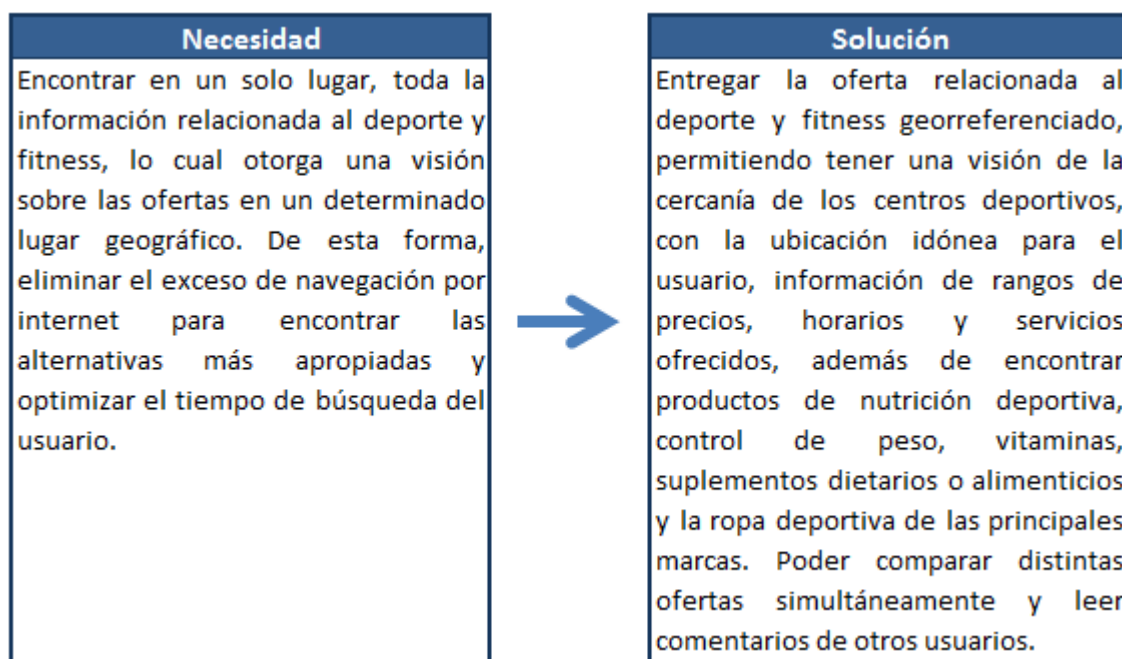 Necesidad
Encontrar en un solo lugar, toda la
información relacionada al deporte y
fitness, lo cual otorga una visión
sobre las ofertas en un determinado
lugar geográfico. De esta forma,
eliminar el exceso de navegación por
internet para encontrar las
alternativas más apropiadas y
optimizar el tiempo de búsqueda del
usuario.
Solución
Entregar la oferta relacionada al
deporte y fitness georreferenciado,
permitiendo tener una visión de la
cercanía de los centros deportivos,
con la ubicación idónea para el
usuario, información de rangos de
precios, horarios y servicios
ofrecidos, además de encontrar
productos de nutrición deportiva,
control de peso, vitaminas,
suplementos dietarios o alimenticios
y la ropa deportiva de las principales
marcas. Poder comparar distintas
ofertas simultáneamente y leer
comentarios de otros usuarios.